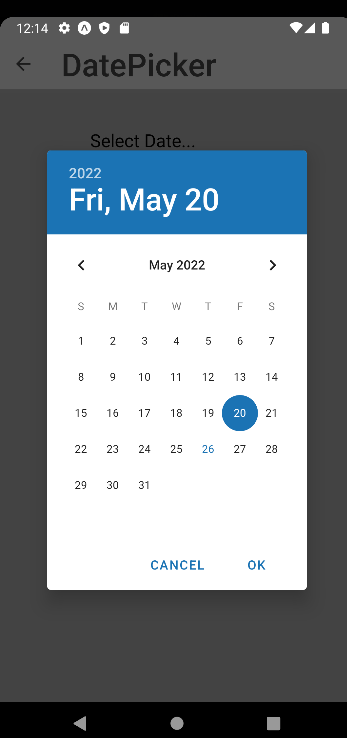 12:14
DatePicker
Select Date...
2022
Fri, May 20
May 2022
S M T W T F S
1 2 3 4 5 6 7
8 9 10 11 12 13 14
15 16 17 18 19 20 21
22 23 24 25 26 27 28
29 30 31
CANCEL OK